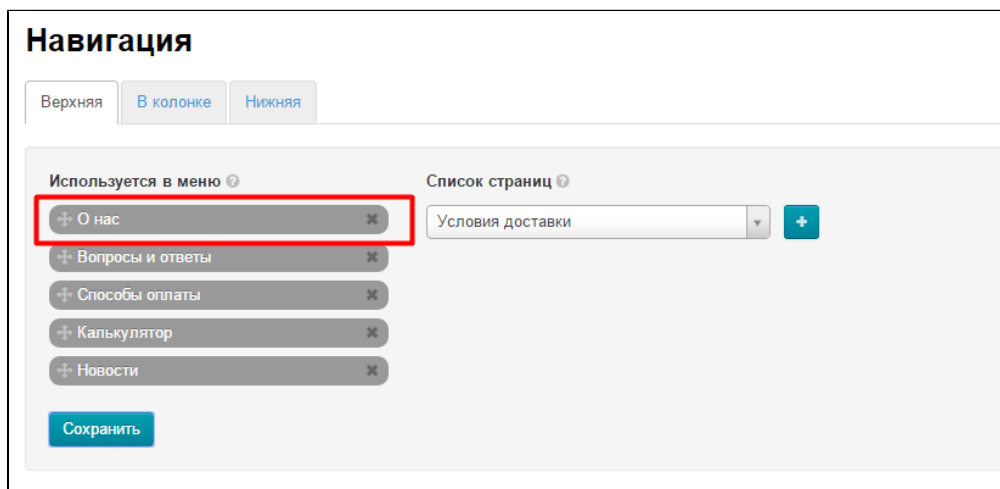 Навигация
Верхняя В колонке Нижняя
Используется в меню ? Список страниц ?
О нас Условия доставки +
Вопросы и ответы
Способы оплаты
Калькулятор
Новости
Сохранить